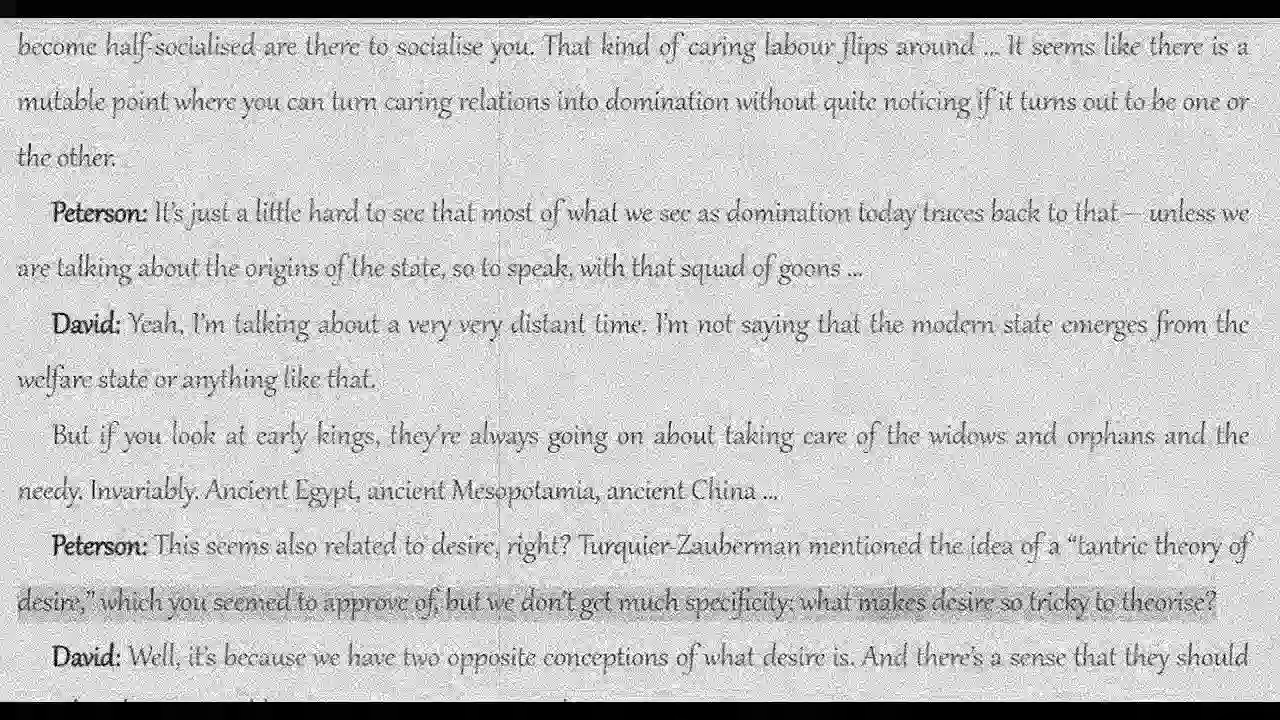 become half-socialised are there to socialise you. That kind of caring labour flips around ... It seems like there is a
mutable point where you can turn caring relations into domination without quite noticing if it turns out to be one or
the other.
Peterson: It's just a little hard to see that most of what we see as domination today traces back to that— unless we
are talking about the origins of the state, so to speak, with that squad of goons ...
David: Yeah, I'm talking about a very very distant time. I'm not saying that the modern state emerges from the
welfare state or anything like that.
But if you look at early kings, they're always going on about taking care of the widows and orphans and the
needy. Invariably. Ancient Egypt, ancient Mesopotamia, ancient China ...
Peterson: This seems also related to desire, right? Turquier-Zauberman mentioned the idea of a “tantric theory of
desire,” which you seemed to approve of, but we don't get much specificity: what makes desire so tricky to theorise?
David: Well, it's because we have two opposite conceptions of what desire is. And there's a sense that they should